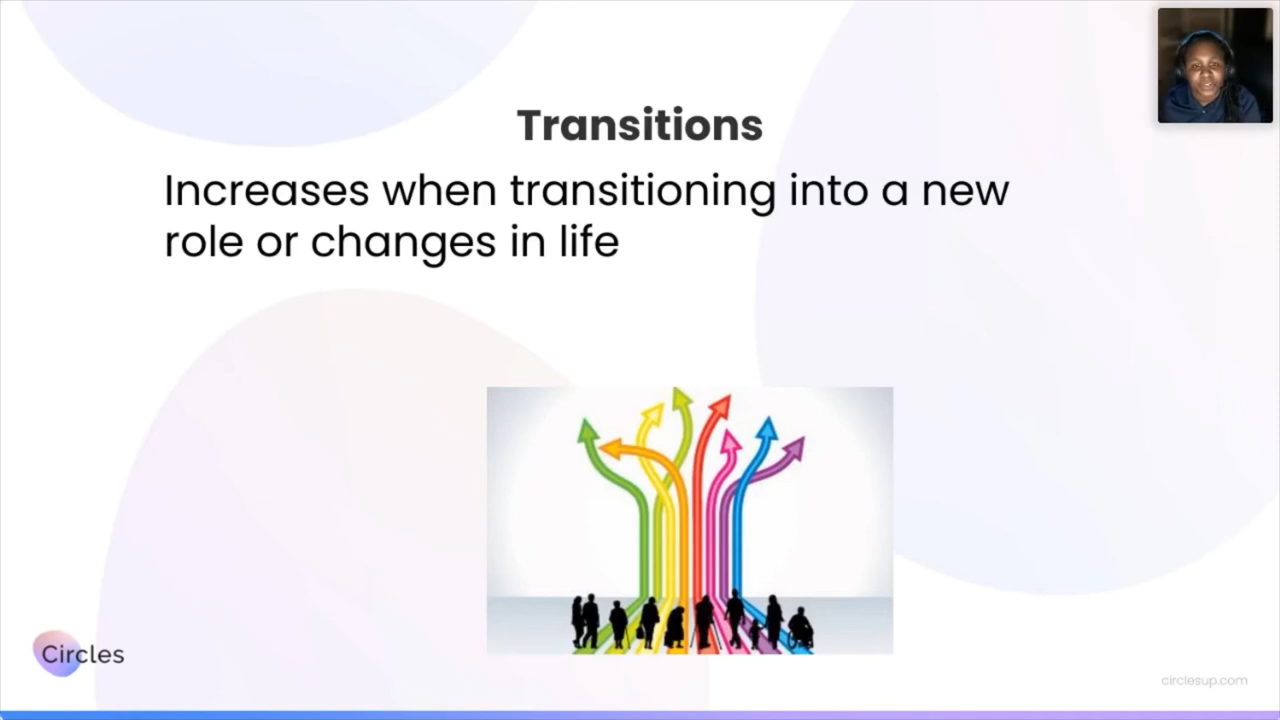 Transitions
Increases when transitioning into a new
role or changes in life
Circles
circlesup.com